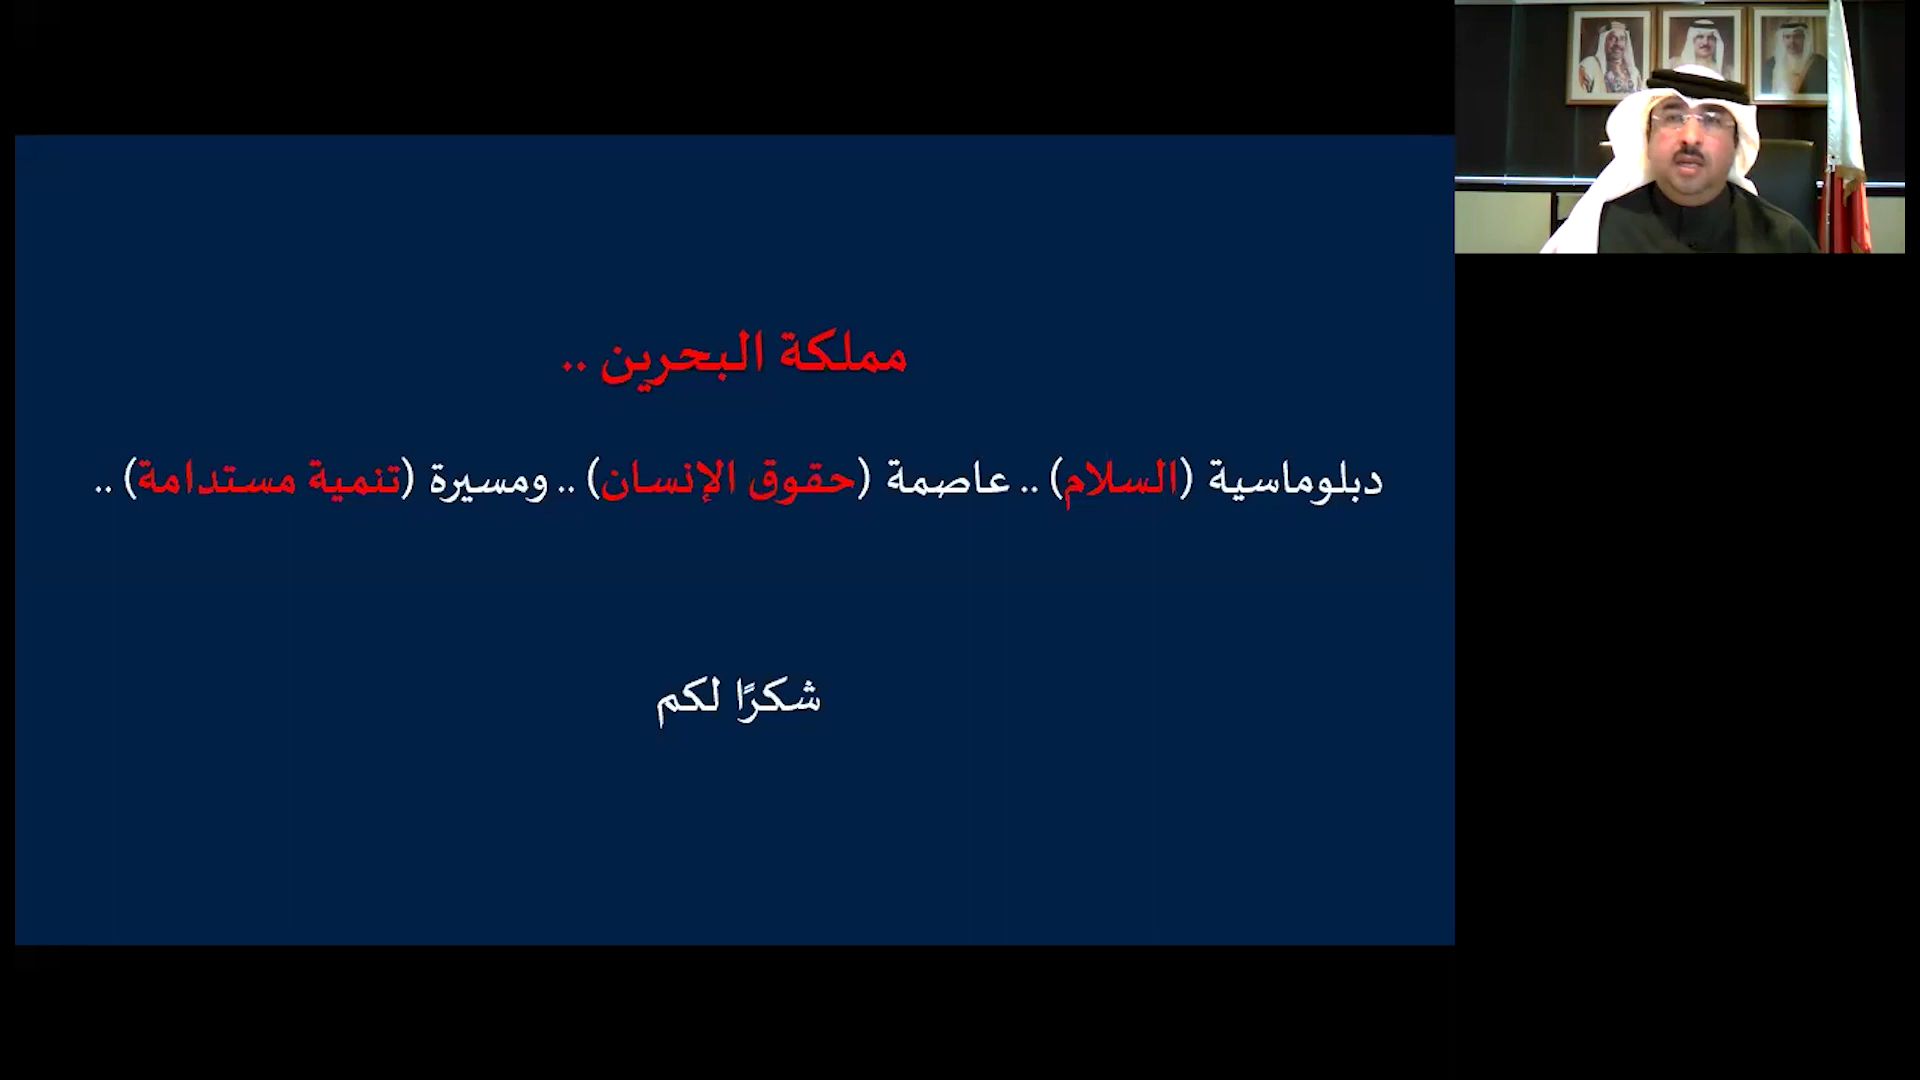 مملكة البحرين ..
دبلوماسية (السلام) .. عاصمة (حقوق الإنسان) .. ومسيرة (تنمية مستدامة) ..
شكرًا لكم